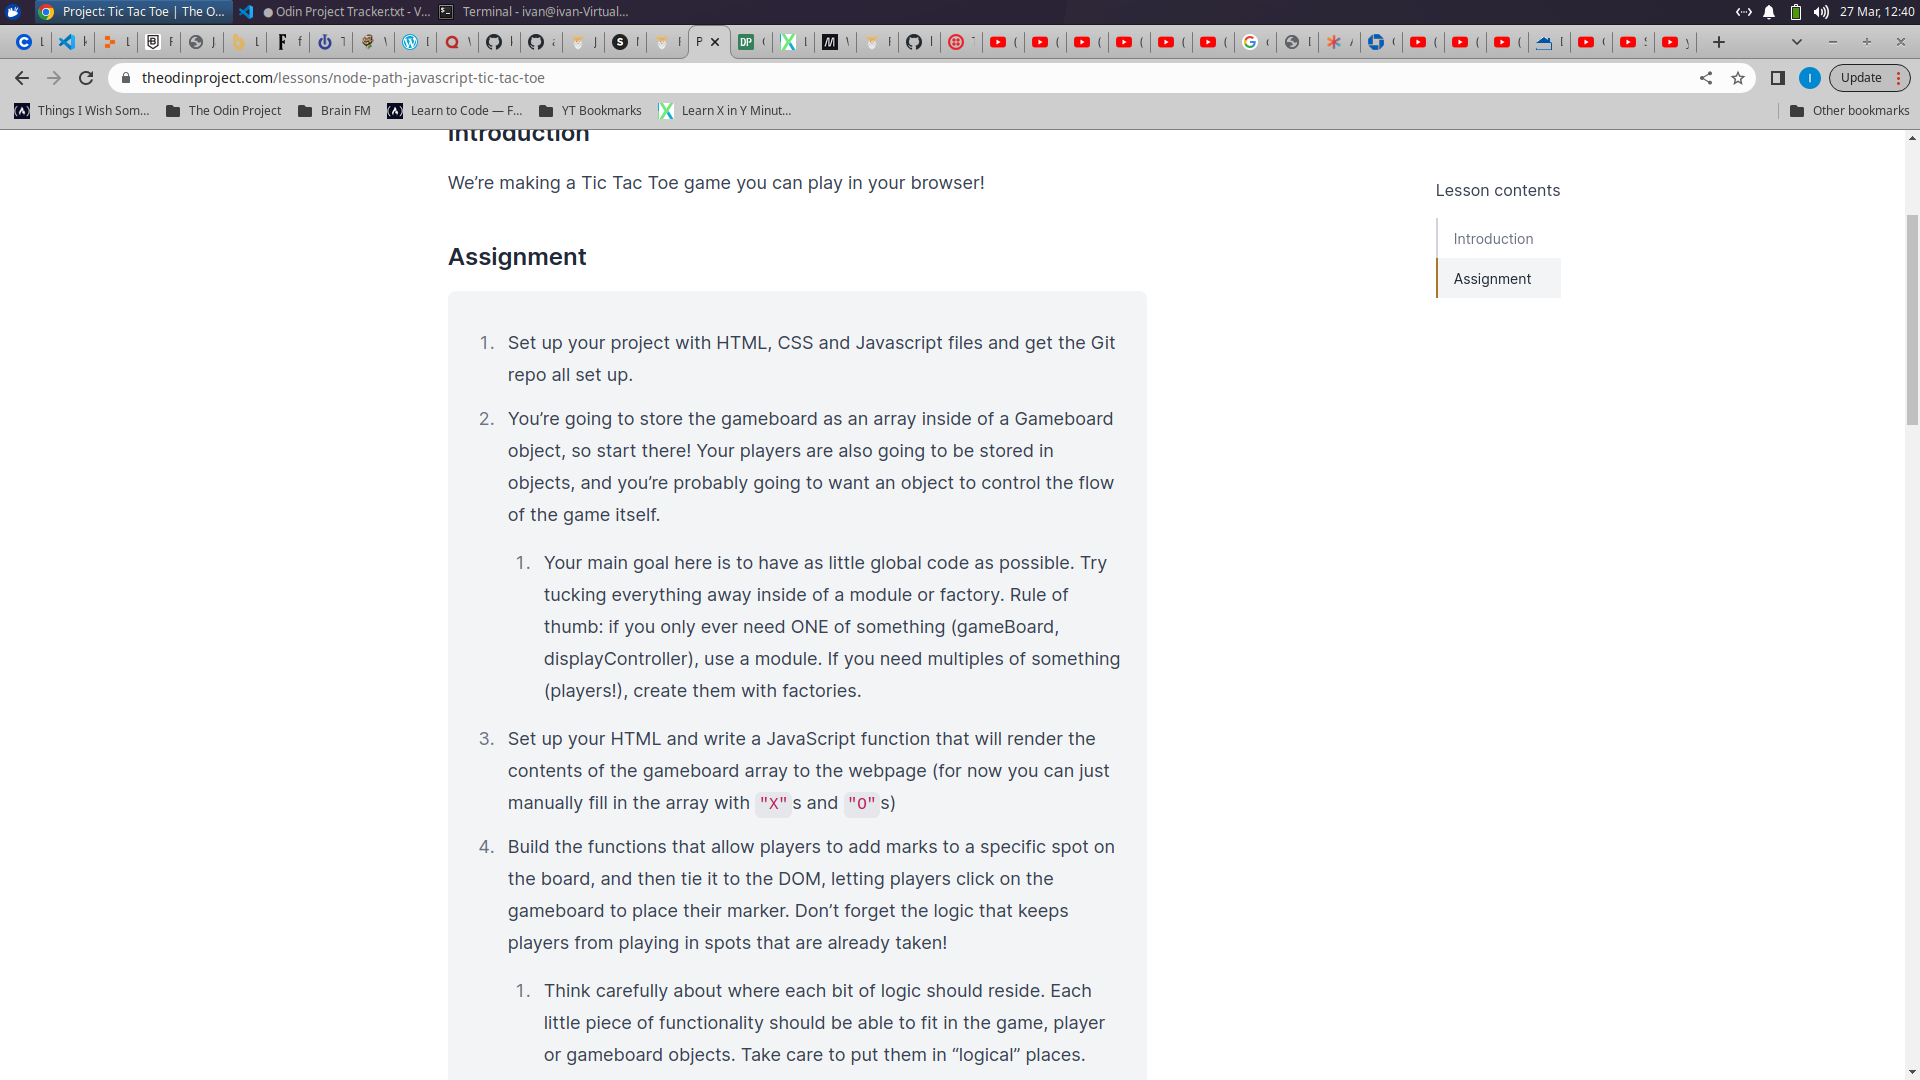 Project: Tic Tac Toe | The O...
● Odin Project Tracker.txt - V...
Terminal - ivan@ivan-Virtual...
27 Mar, 12:40
theodinproject.com/lessons/node-path-javascript-tic-tac-toe
Update
Things I Wish Som...
The Odin Project
Brain FM
Learn to Code — F...
YT Bookmarks
Learn X in Y Minut...
Other bookmarks
Introduction
We’re making a Tic Tac Toe game you can play in your browser!
Assignment
1. Set up your project with HTML, CSS and Javascript files and get the Git
repo all set up.
2. You’re going to store the gameboard as an array inside of a Gameboard
object, so start there! Your players are also going to be stored in
objects, and you’re probably going to want an object to control the flow
of the game itself.
1. Your main goal here is to have as little global code as possible. Try
tucking everything away inside of a module or factory. Rule of
thumb: if you only ever need ONE of something (gameBoard,
displayController), use a module. If you need multiples of something
(players!), create them with factories.
3. Set up your HTML and write a JavaScript function that will render the
contents of the gameboard array to the webpage (for now you can just
manually fill in the array with "X"s and "O"s)
4. Build the functions that allow players to add marks to a specific spot on
the board, and then tie it to the DOM, letting players click on the
gameboard to place their marker. Don’t forget the logic that keeps
players from playing in spots that are already taken!
1. Think carefully about where each bit of logic should reside. Each
little piece of functionality should be able to fit in the game, player
or gameboard objects. Take care to put them in “logical” places.
Lesson contents
Introduction
Assignment